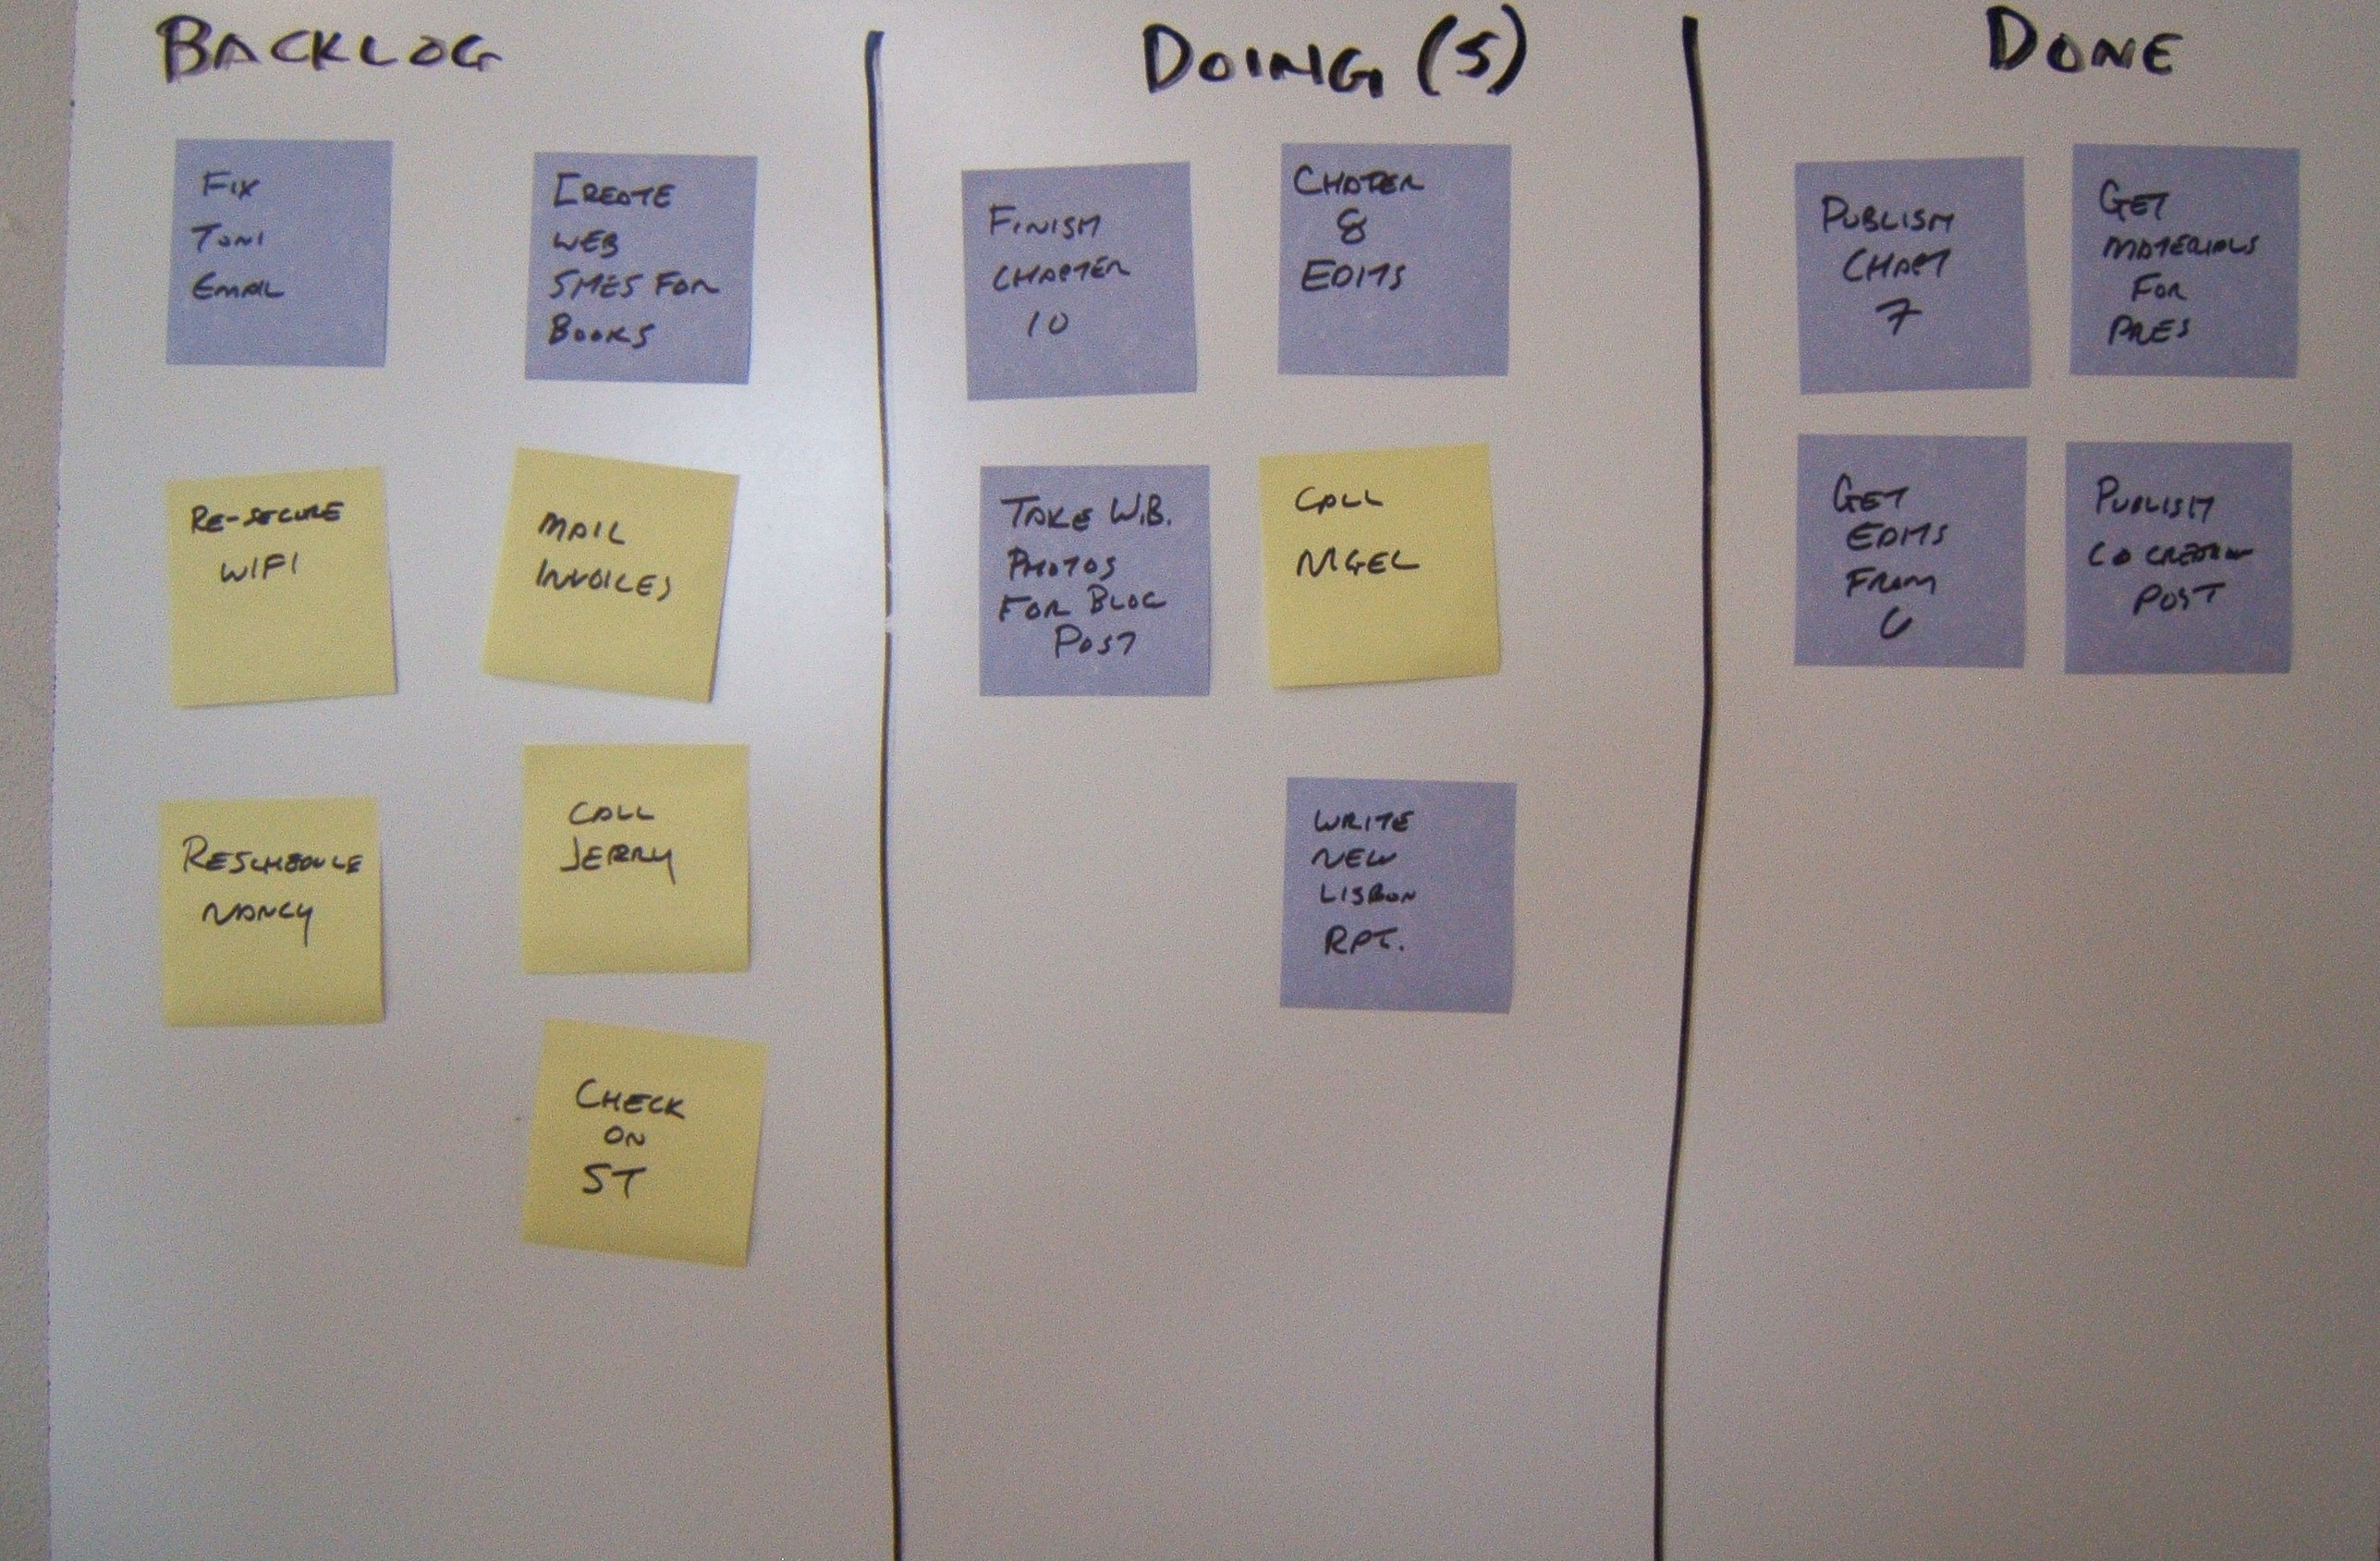 BACKLOG
FIX
TONI
EMAIL
CREATE
WEB
SITES FOR
BOOKS
RE-SECURE
WIFI
MAIL
INVOICES
RESCHEDULE
NANCY
CALL
JERRY
CHECK
ON
ST
DOING (5)
FINISH
CHAPTER
10
CHAPTER
8
EDITS
TAKE W.B.
PHOTOS
FOR BLOG
POST
CALL
NIGEL
WRITE
NEW
LISBON
RPT.
DONE
PUBLISH
CHAPT
7
GET
MATERIALS
FOR
PRES
GET
EDITS
FROM
PUBLISH
CO CREATION
POST